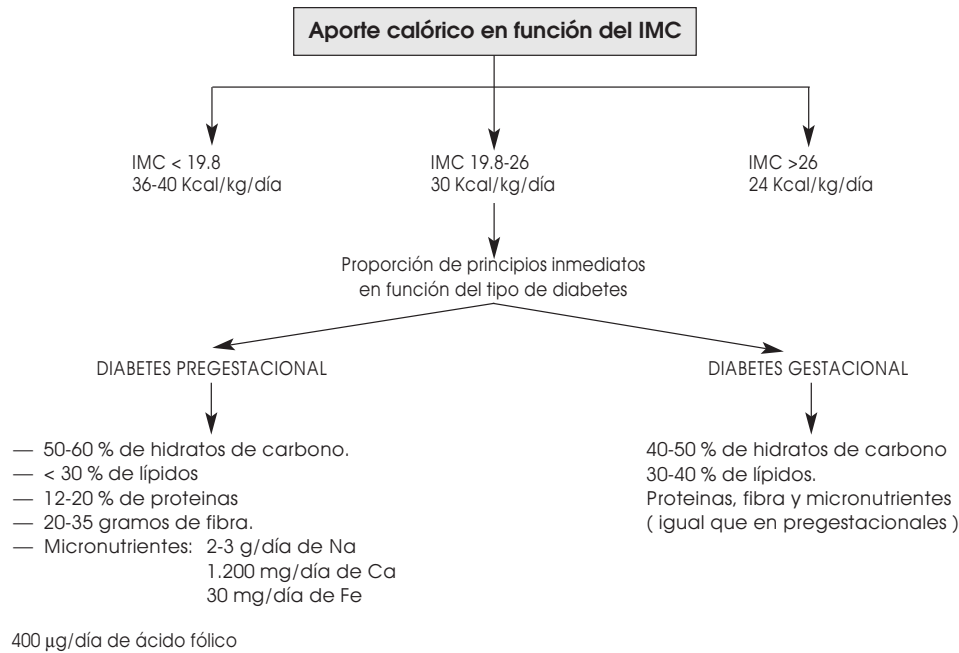 Aporte calórico en función del IMC
IMC < 19.8
36-40 Kcal/kg/día
IMC 19.8-26
30 Kcal/kg/día
IMC >26
24 Kcal/kg/día
Proporción de principios inmediatos
en función del tipo de diabetes
DIABETES PREGESTACIONAL
— 50-60 % de hidratos de carbono.
— < 30 % de lípidos
— 12-20 % de proteinas
— 20-35 gramos de fibra.
— Micronutrientes: 2-3 g/día de Na
1.200 mg/día de Ca
30 mg/día de Fe
400 µg/día de ácido fólico
DIABETES GESTACIONAL
40-50 % de hidratos de carbono
30-40 % de lípidos.
Proteinas, fibra y micronutrientes
( igual que en pregestacionales )